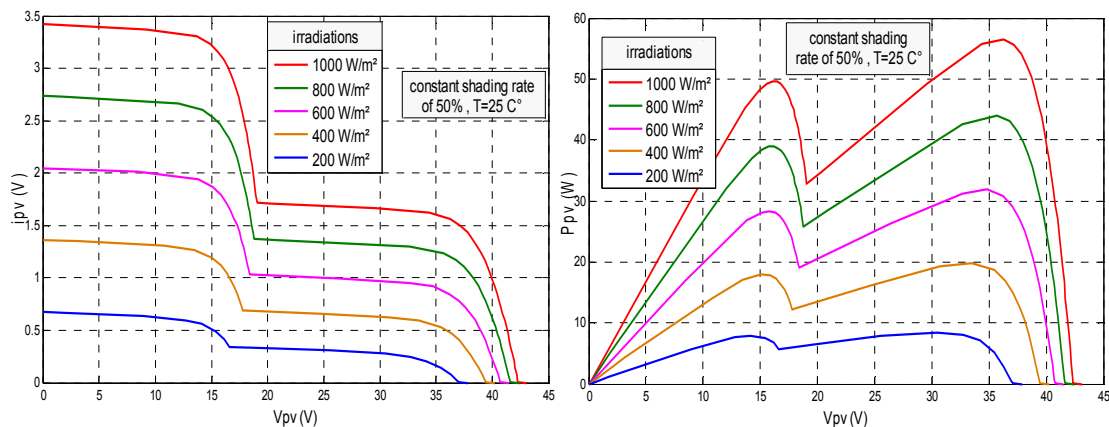 3.5
3
2.5
2
1.5
1
0.5
0
0
5
10
15
20
25
30
35
40
45
ipv (V)
Vpv (V)
irradiations
1000 W/m²
800 W/m²
600 W/m²
400 W/m²
200 W/m²
constant shading rate
of 50% , T=25 C°
60
50
40
30
20
10
0
0
5
10
15
20
25
30
35
40
45
Ppv (W)
Vpv (V)
irradiations
1000 W/m²
800 W/m²
600 W/m²
400 W/m²
200 W/m²
constant shading
rate of 50% , T=25 C°